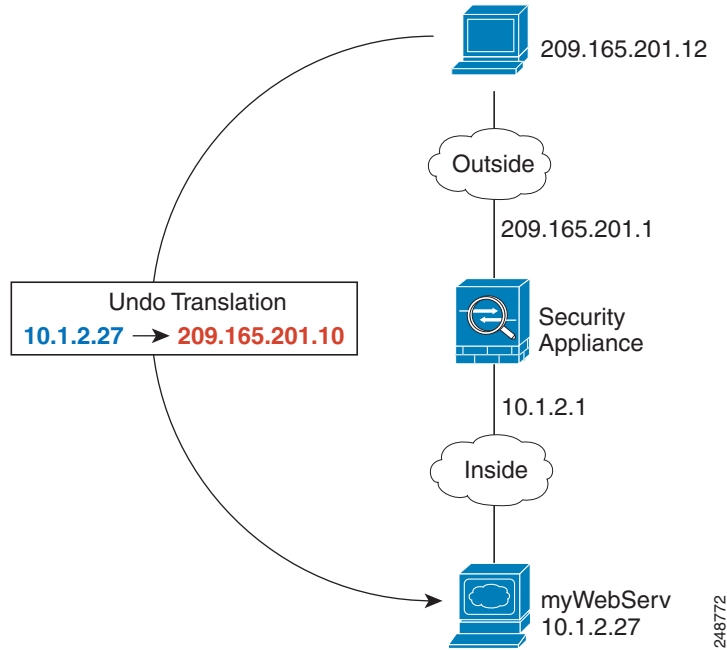 209.165.201.12
Outside
209.165.201.1
Undo Translation
10.1.2.27 → 209.165.201.10
Security
Appliance
10.1.2.1
Inside
myWebServ
10.1.2.27
248772